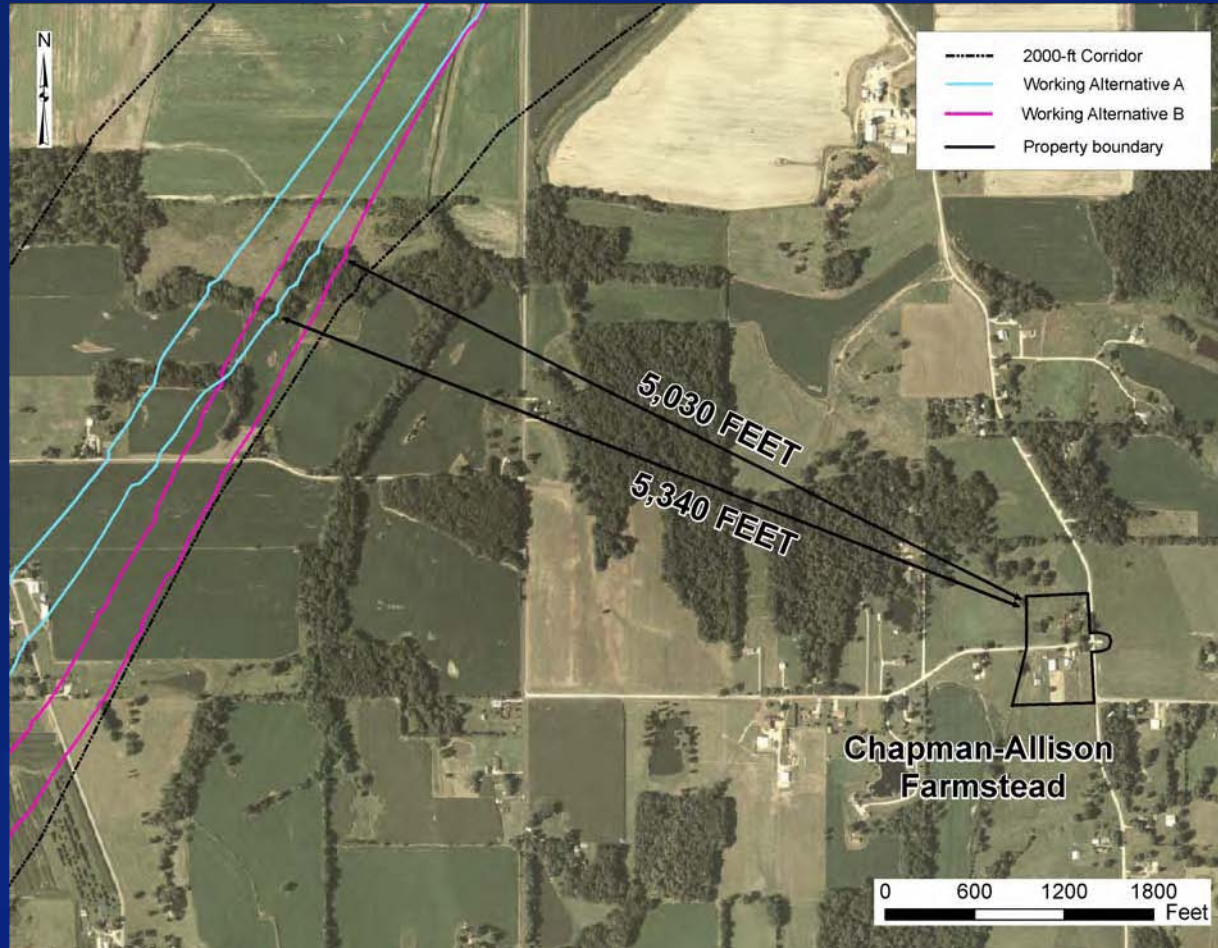 N
2000-ft Corridor
Working Alternative A
Working Alternative B
Property boundary
5,030 FEET
5,340 FEET
Chapman-Allison
Farmstead
0 600 1200 1800
Feet